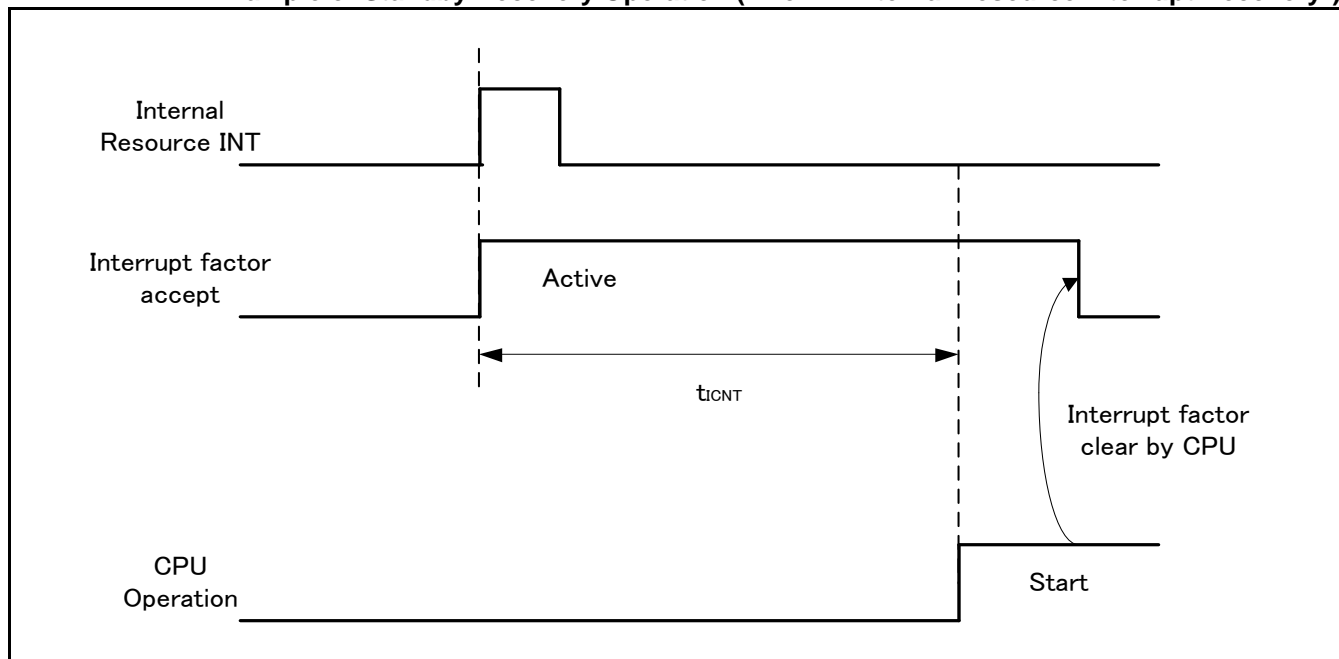 Internal
Resource INT
Interrupt factor
accept
Active
tICNT
Interrupt factor
clear by CPU
CPU
Operation
Start